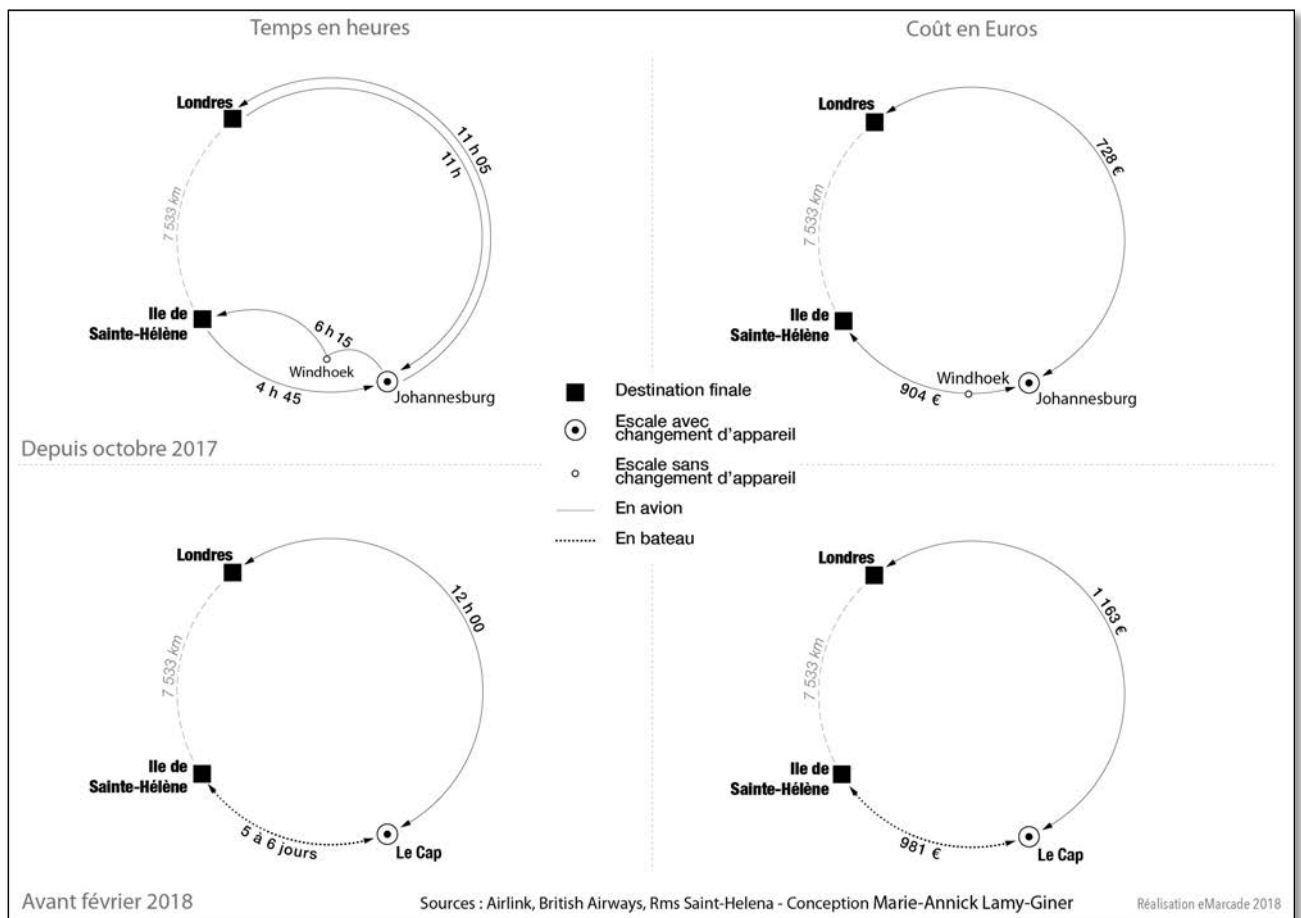 Temps en heures
Coût en Euros
Londres
11 h 05
11 h
7 533 km
Ile de
Sainte-Hélène
6 h 15
Windhoek
4 h 45
Johannesburg
Londres
728 €
7 533 km
Ile de
Sainte-Hélène
Windhoek
904 €
Johannesburg
Depuis octobre 2017
Destination finale
Escale avec
changement d'appareil
Escale sans
changement d'appareil
En avion
En bateau
Londres
12 h 00
7 533 km
Ile de
Sainte-Hélène
5 à 6 jours
Le Cap
Londres
1 163 €
7 533 km
Ile de
Sainte-Hélène
981 €
Le Cap
Avant février 2018
Sources : Airlink, British Airways, Rms Saint-Helena - Conception Marie-Annick Lamy-Giner
Réalisation eMarcade 2018